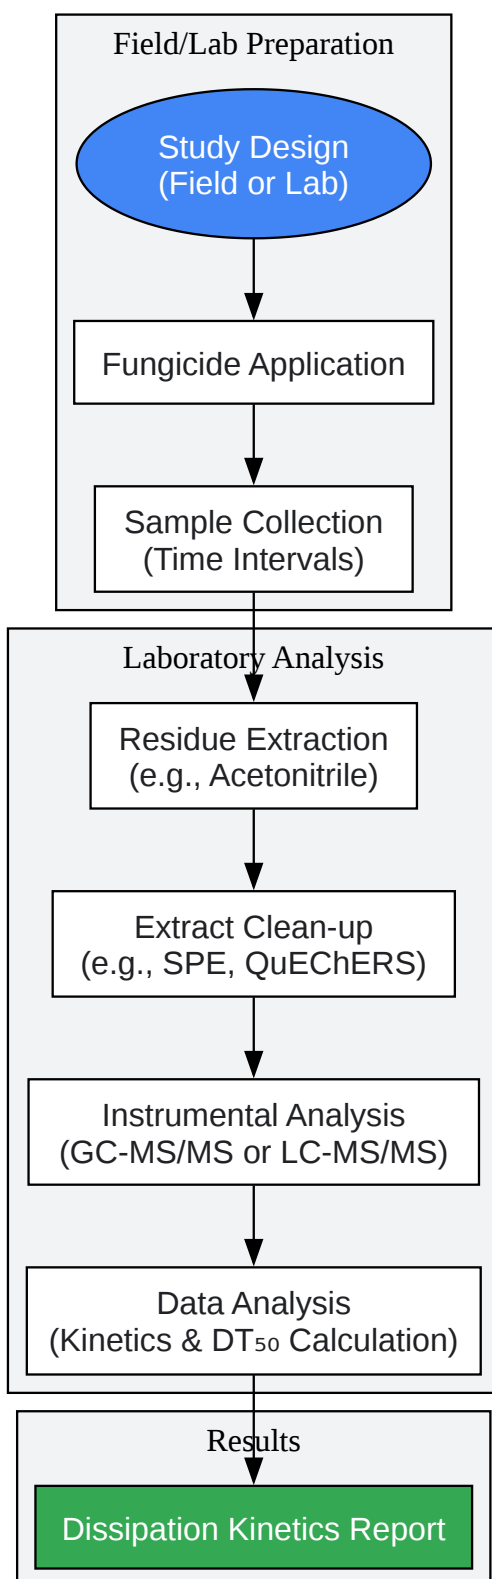 Field/Lab Preparation
Study Design
(Field or Lab)
Fungicide Application
Sample Collection
(Time Intervals)
Laboratory Analysis
Residue Extraction
(e.g., Acetonitrile)
Extract Clean-up
(e.g., SPE, QuEChERS)
Instrumental Analysis
(GC-MS/MS or LC-MS/MS)
Data Analysis
(Kinetics & DT₅₀ Calculation)
Results
Dissipation Kinetics Report